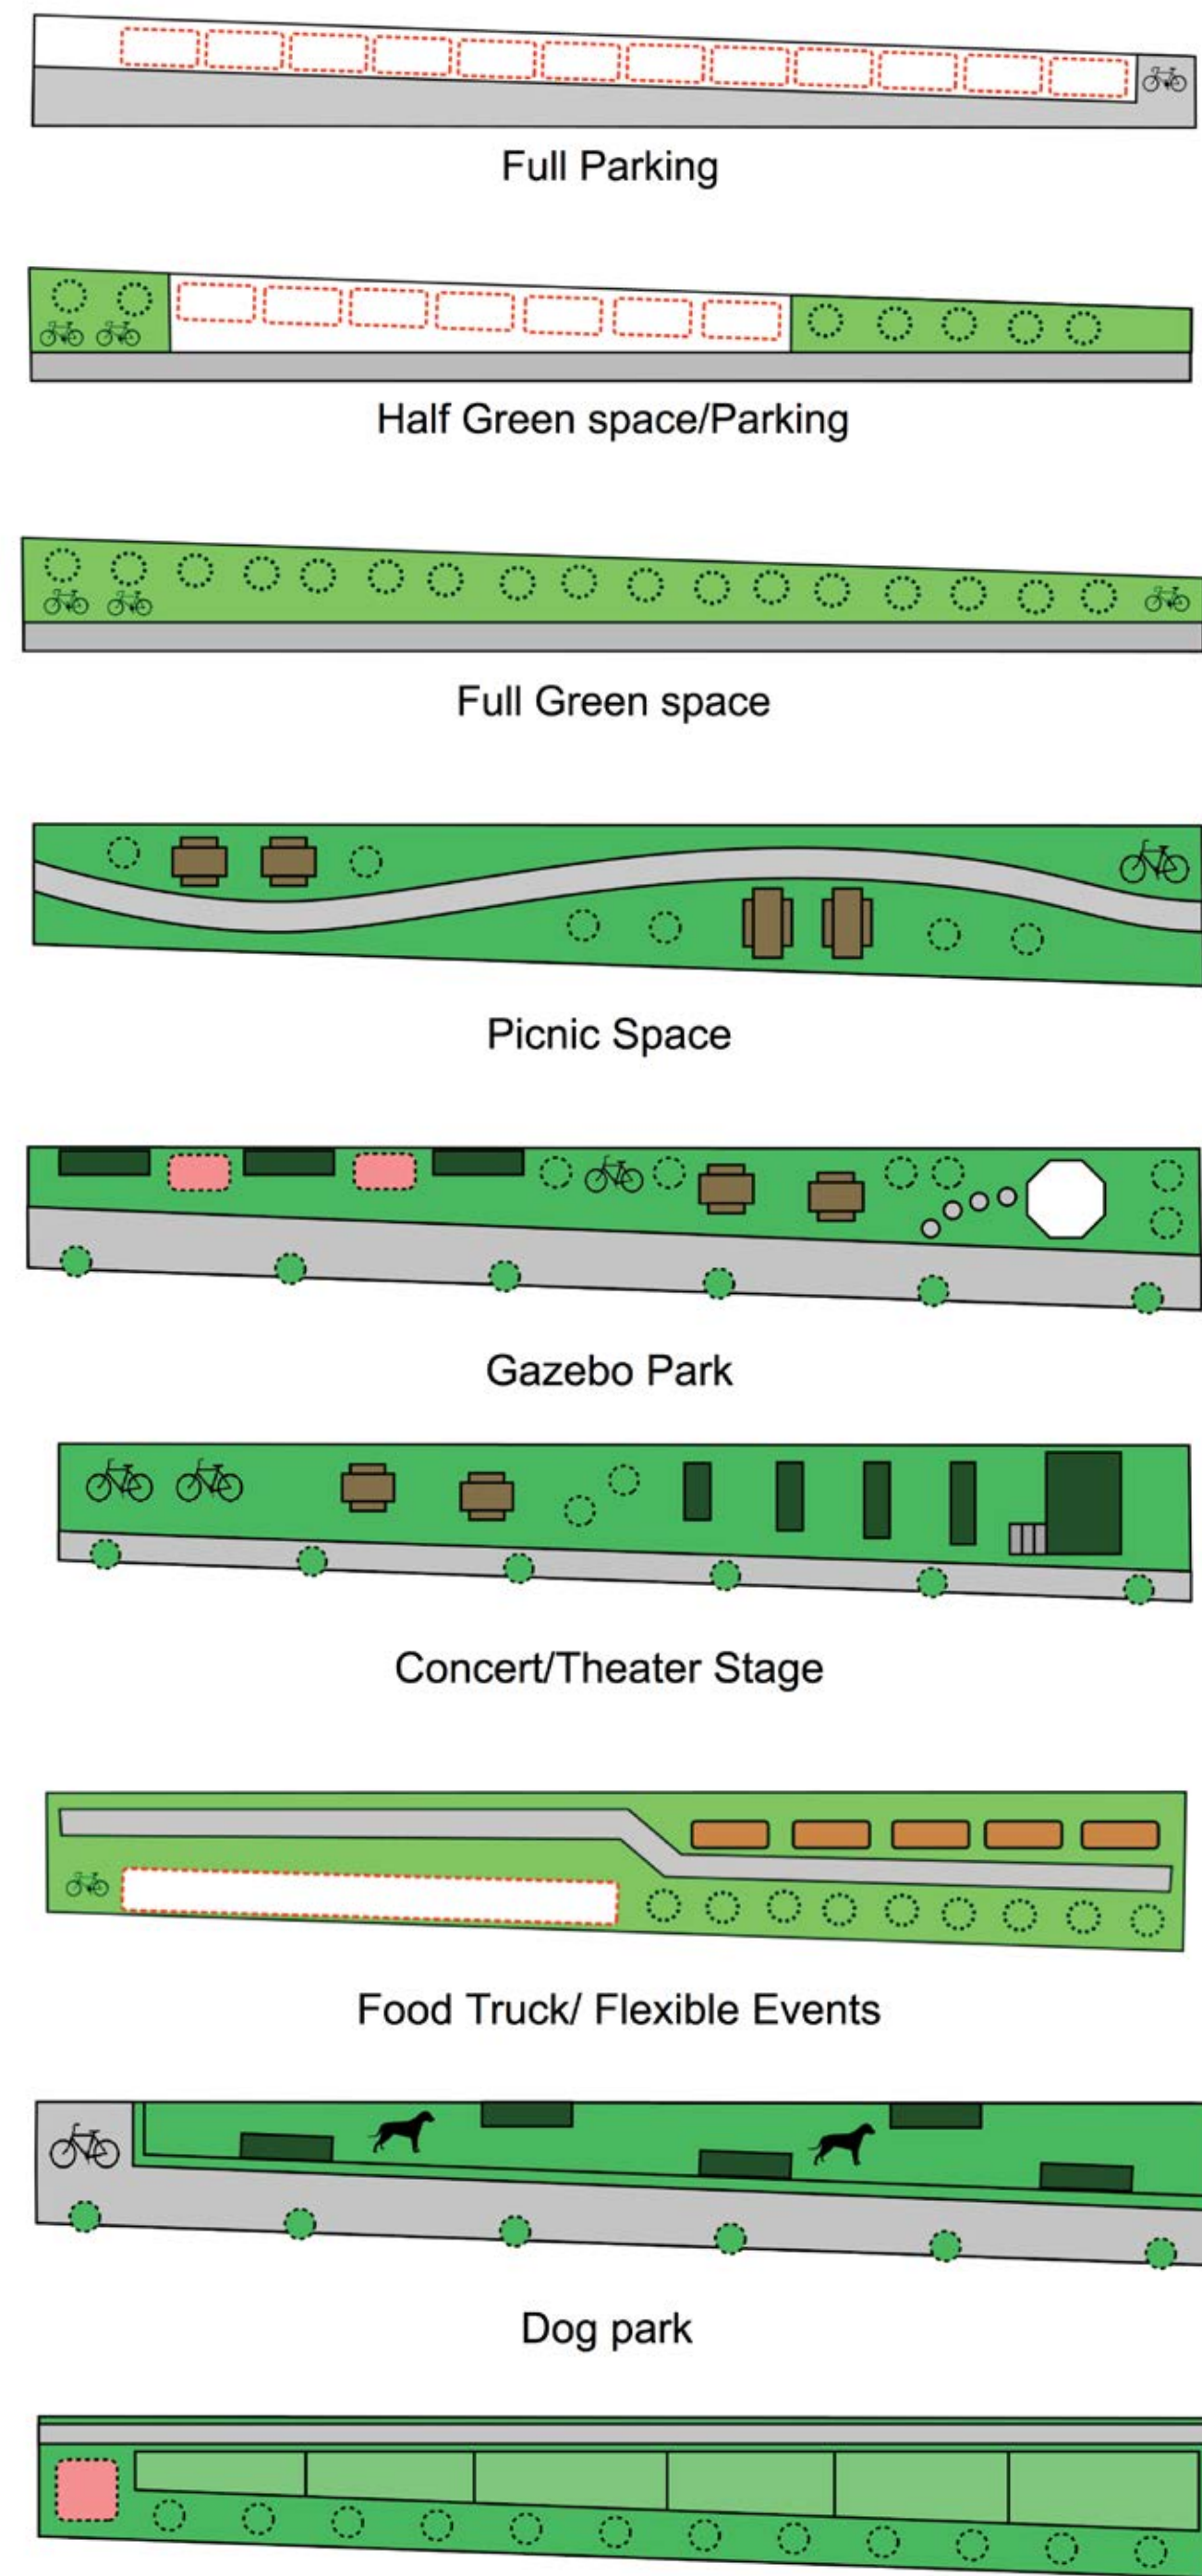 Full Parking
Half Green space/Parking
Full Green space
Picnic Space
Gazebo Park
Concert/Theater Stage
Food Truck/ Flexible Events
Dog park